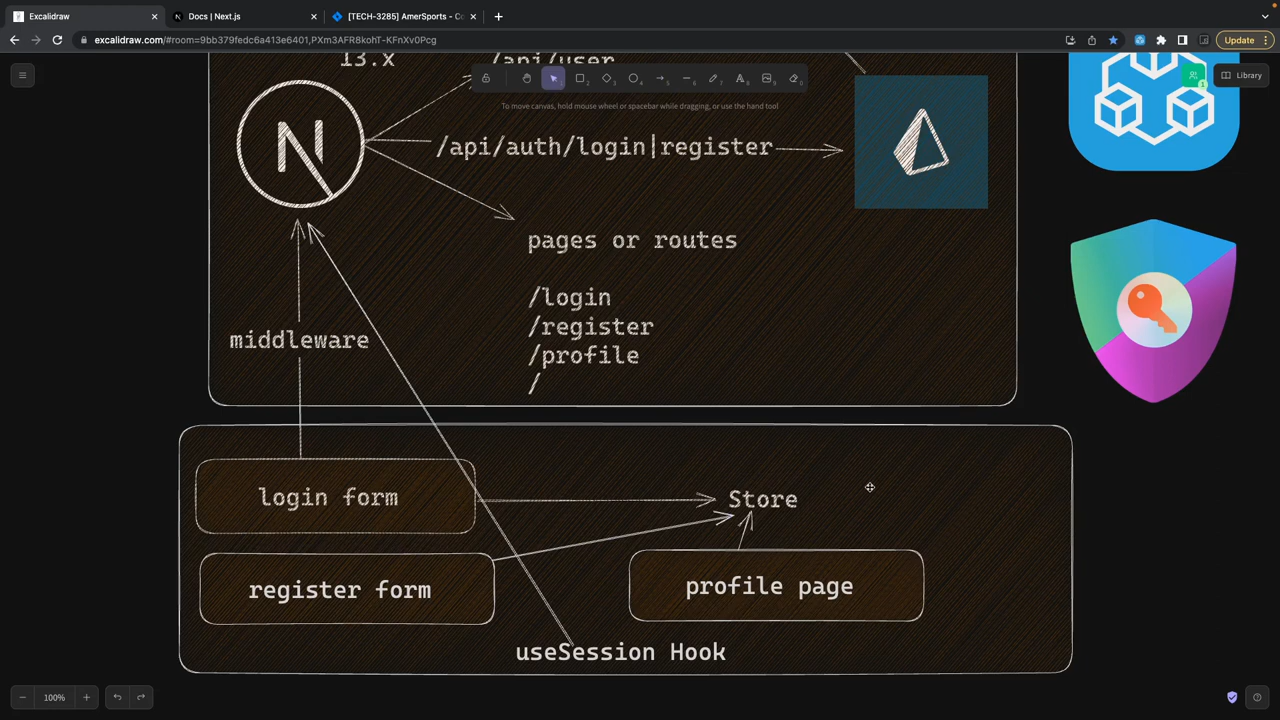 Excalidraw
Docs | Next.js
[TECH-3285] AmerSports - Co
excalidraw.com/#room=9bb379fedc6a413e6401,PXm3AFR8kohT-KFnXv0Pcg
Update
13.x
/api/user
Library
To move canvas, hold mouse wheel or spacebar while dragging, or use the hand tool
/api/auth/login|register
pages or routes
/login
/register
/profile
/
middleware
login form
Store
register form
profile page
useSession Hook
100%